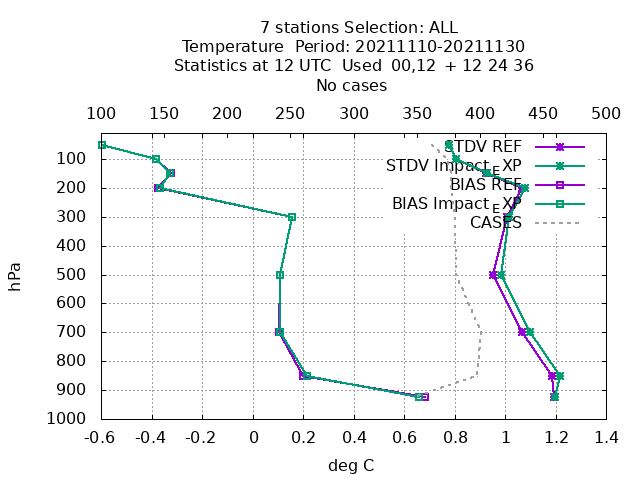 7 stations Selection: ALL
Temperature  Period: 20211110-20211130
Statistics at 12 UTC  Used  00,12  + 12 24 36
No cases
100 150 200 250 300 350 400 450 500
STDV REF
STDV Impact_EXP
BIAS REF
BIAS Impact_EXP
CASES
hPa
100
200
300
400
500
600
700
800
900
1000
-0.6 -0.4 -0.2 0 0.2 0.4 0.6 0.8 1 1.2 1.4
deg C